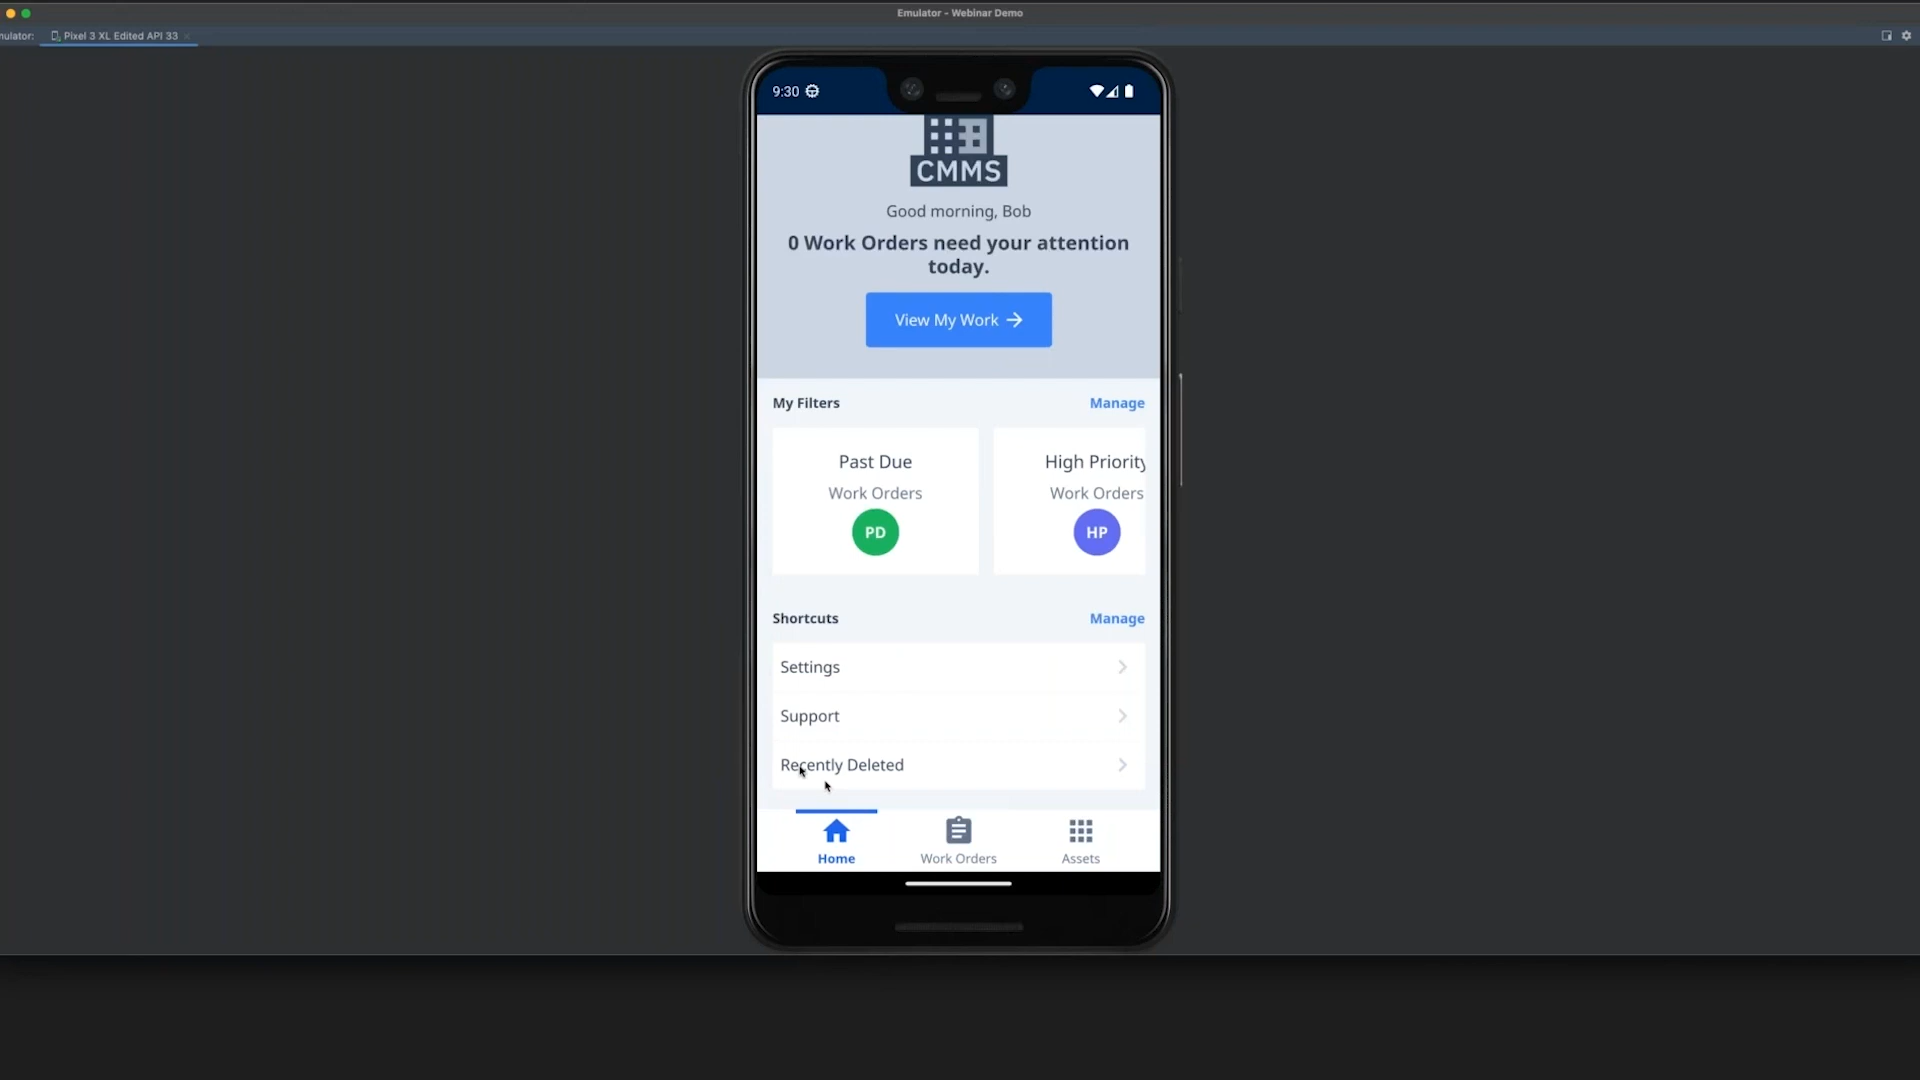 Emulator - Webinar Demo
nulator:
Pixel 3 XL Edited API 33
9:30
CMMS
Good morning, Bob
0 Work Orders need your attention
today.
View My Work
My Filters
Manage
Past Due
High Priority
Work Orders
Work Orders
PD
HP
Shortcuts
Manage
Settings
Support
Recently Deleted
Home
Work Orders
Assets